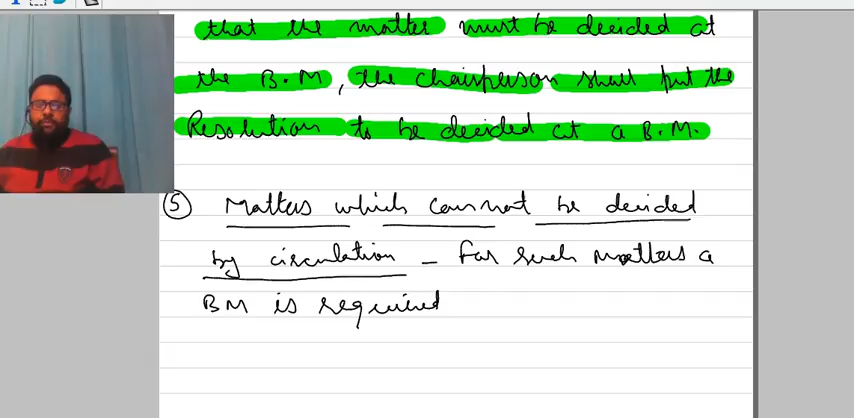 that the matter must be decided at
the B.M, the chairperson shall put the
Resolution to be decided at a B.M.
⑤ Matters which cannot be decided
by circulation – for such matters a
BM is required